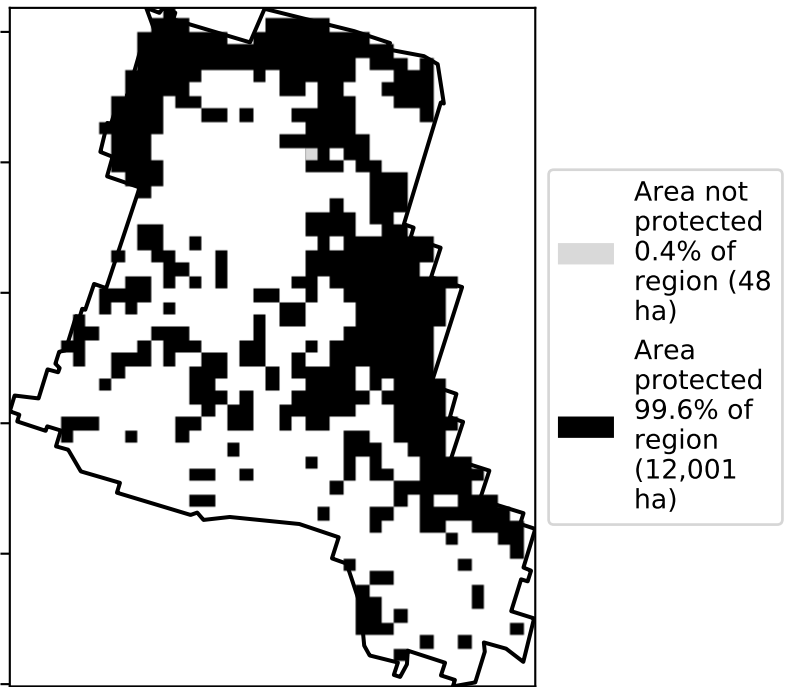 Area not
protected
0.4% of
region (48
ha)
Area
protected
99.6% of
region
(12,001
ha)